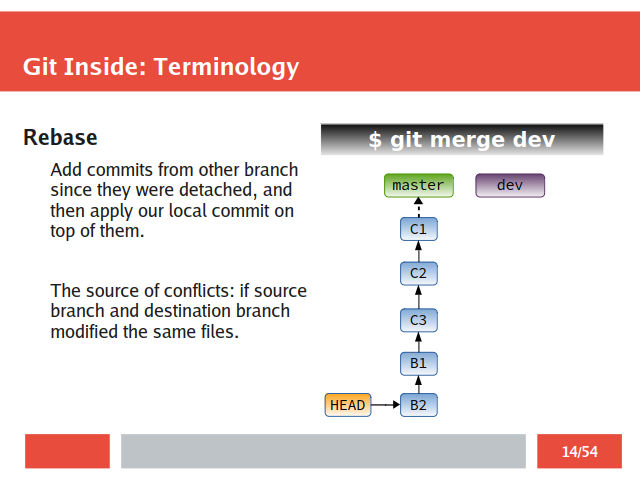 Git Inside: Terminology
Rebase
Add commits from other branch
since they were detached, and
then apply our local commit on
top of them.
The source of conflicts: if source
branch and destination branch
modified the same files.
$ git merge dev
master
dev
C1
C2
C3
B1
HEAD
B2
14/54